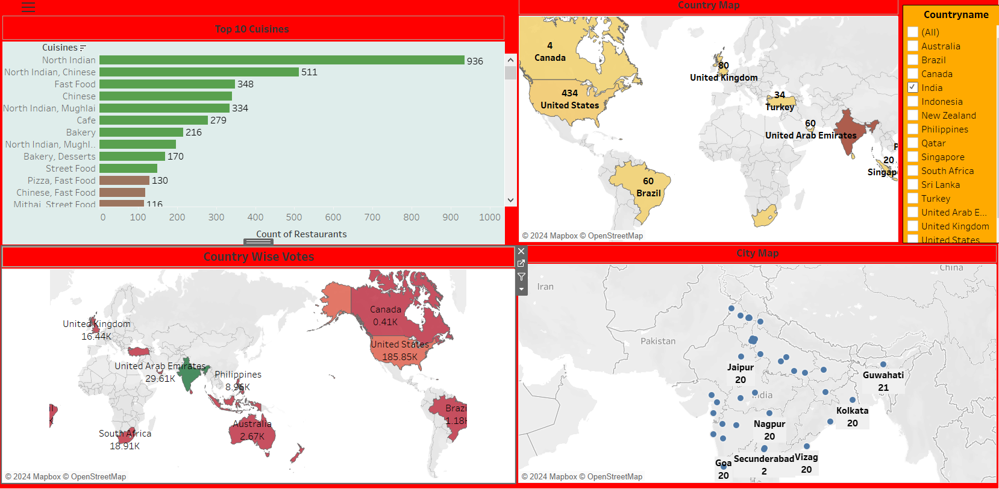 Top 10 Cuisines
Cuisines
North Indian
936
North Indian, Chinese
511
Fast Food
348
Chinese
North Indian, Mughlai
334
Cafe
279
Bakery
216
North Indian, Mughl..
Bakery, Desserts
170
Street Food
Pizza, Fast Food
130
Chinese, Fast Food
Mithai, Street Food
116
0 100 200 300 400 500 600 700 800 900 1000
Count of Restaurants
Country Map
4
Canada
80
United Kingdom
434
United States
34
Turkey
60
United Arab Emirates
P
20
Singap
60
Brazil
© 2024 Mapbox © OpenStreetMap
Countryname
(All)
Australia
Brazil
Canada
India
Indonesia
New Zealand
Philippines
Qatar
Singapore
South Africa
Sri Lanka
Turkey
United Arab E...
United Kingdom
United States
Country Wise Votes
Canada
0.41K
United Kingdom
16.44K
United States
185.85K
United Arab Emirates
29.61K
Philippines
8.96K
il
K
Brazi
1.18K
Australia
2.67K
South Africa
18.91K
© 2024 Mapbox © OpenStreetMap
City Map
China
Iran
Pakistan
Jaipur
20
Guwahati
21
India
Kolkata
20
Nagpur
20
Secunderabad
2
Vizag
20
Goa
20
© 2024 Mapbox © OpenStreetMap